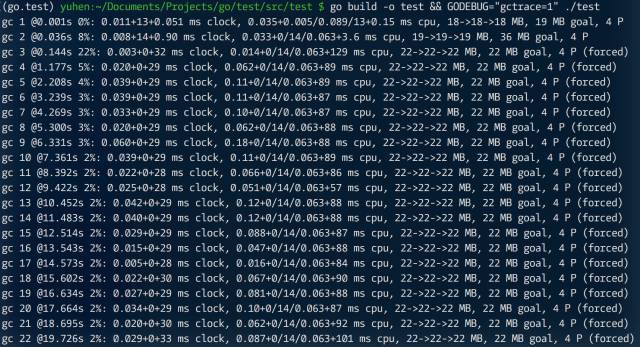 (go.test) yuhen:~/Documents/Projects/go/test/src/test $ go build -o test && GODEBUG="gctrace=1" ./test
gc 1 @0.001s 0%: 0.011+13+0.051 ms clock, 0.035+0.005/0.089/13+0.15 ms cpu, 18->18->18 MB, 19 MB goal, 4 P
gc 2 @0.036s 8%: 0.008+14+0.90 ms clock, 0.033+0/14/0.063+3.6 ms cpu, 19->19->19 MB, 36 MB goal, 4 P
gc 3 @0.144s 22%: 0.003+0+32 ms clock, 0.014+0/14/0.063+129 ms cpu, 22->22->22 MB, 22 MB goal, 4 P (forced)
gc 4 @1.177s 5%: 0.020+0+29 ms clock, 0.062+0/14/0.063+89 ms cpu, 22->22->22 MB, 22 MB goal, 4 P (forced)
gc 5 @2.208s 4%: 0.039+0+29 ms clock, 0.11+0/14/0.063+89 ms cpu, 22->22->22 MB, 22 MB goal, 4 P (forced)
gc 6 @3.239s 3%: 0.039+0+29 ms clock, 0.11+0/14/0.063+87 ms cpu, 22->22->22 MB, 22 MB goal, 4 P (forced)
gc 7 @4.269s 3%: 0.033+0+29 ms clock, 0.10+0/14/0.063+87 ms cpu, 22->22->22 MB, 22 MB goal, 4 P (forced)
gc 8 @5.300s 3%: 0.020+0+29 ms clock, 0.062+0/14/0.063+88 ms cpu, 22->22->22 MB, 22 MB goal, 4 P (forced)
gc 9 @6.331s 3%: 0.060+0+29 ms clock, 0.18+0/14/0.063+88 ms cpu, 22->22->22 MB, 22 MB goal, 4 P (forced)
gc 10 @7.361s 2%: 0.039+0+29 ms clock, 0.11+0/14/0.063+89 ms cpu, 22->22->22 MB, 22 MB goal, 4 P (forced)
gc 11 @8.392s 2%: 0.022+0+28 ms clock, 0.066+0/14/0.063+86 ms cpu, 22->22->22 MB, 22 MB goal, 4 P (forced)
gc 12 @9.422s 2%: 0.025+0+28 ms clock, 0.051+0/14/0.063+57 ms cpu, 22->22->22 MB, 22 MB goal, 4 P (forced)
gc 13 @10.452s 2%: 0.042+0+29 ms clock, 0.12+0/14/0.063+88 ms cpu, 22->22->22 MB, 22 MB goal, 4 P (forced)
gc 14 @11.483s 2%: 0.040+0+29 ms clock, 0.12+0/14/0.063+88 ms cpu, 22->22->22 MB, 22 MB goal, 4 P (forced)
gc 15 @12.514s 2%: 0.029+0+29 ms clock, 0.088+0/14/0.063+87 ms cpu, 22->22->22 MB, 22 MB goal, 4 P (forced)
gc 16 @13.543s 2%: 0.015+0+29 ms clock, 0.047+0/14/0.063+88 ms cpu, 22->22->22 MB, 22 MB goal, 4 P (forced)
gc 17 @14.573s 2%: 0.005+0+28 ms clock, 0.016+0/14/0.063+84 ms cpu, 22->22->22 MB, 22 MB goal, 4 P (forced)
gc 18 @15.602s 2%: 0.022+0+30 ms clock, 0.067+0/14/0.063+90 ms cpu, 22->22->22 MB, 22 MB goal, 4 P (forced)
gc 19 @16.634s 2%: 0.027+0+29 ms clock, 0.081+0/14/0.063+88 ms cpu, 22->22->22 MB, 22 MB goal, 4 P (forced)
gc 20 @17.664s 2%: 0.034+0+29 ms clock, 0.10+0/14/0.063+87 ms cpu, 22->22->22 MB, 22 MB goal, 4 P (forced)
gc 21 @18.695s 2%: 0.020+0+30 ms clock, 0.062+0/14/0.063+92 ms cpu, 22->22->22 MB, 22 MB goal, 4 P (forced)
gc 22 @19.726s 2%: 0.029+0+33 ms clock, 0.087+0/14/0.063+101 ms cpu, 22->22->22 MB, 22 MB goal, 4 P (forced)